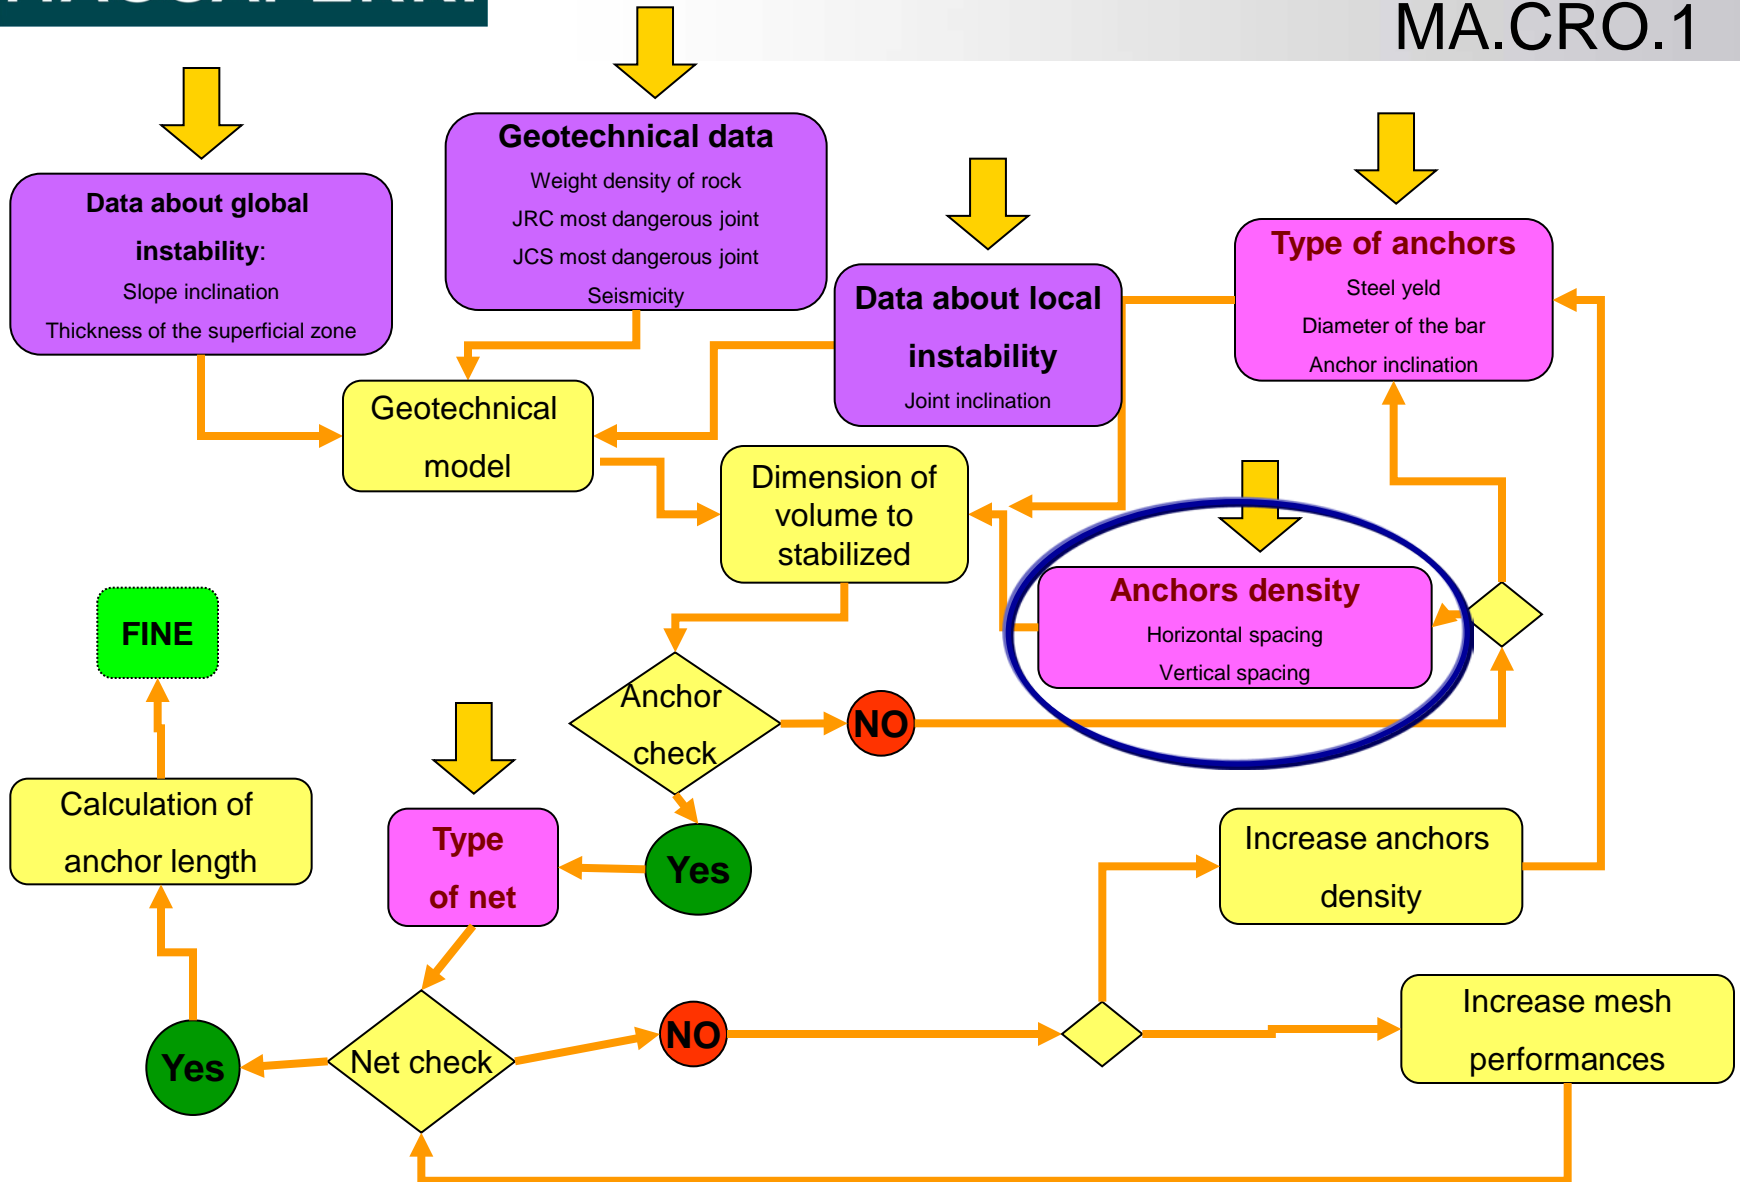 MA.CRO.1
Geotechnical data
Weight density of rock
JRC most dangerous joint
JCS most dangerous joint
Seismicity
Data about global
instability:
Slope inclination
Thickness of the superficial zone
Data about local
instability
Joint inclination
Type of anchors
Steel yeld
Diameter of the bar
Anchor inclination
Geotechnical
model
Dimension of
volume to
stabilized
Anchors density
Horizontal spacing
Vertical spacing
FINE
Anchor
check
NO
Calculation of
anchor length
Type
of net
Yes
Increase anchors
density
Yes
Net check
NO
Increase mesh
performances